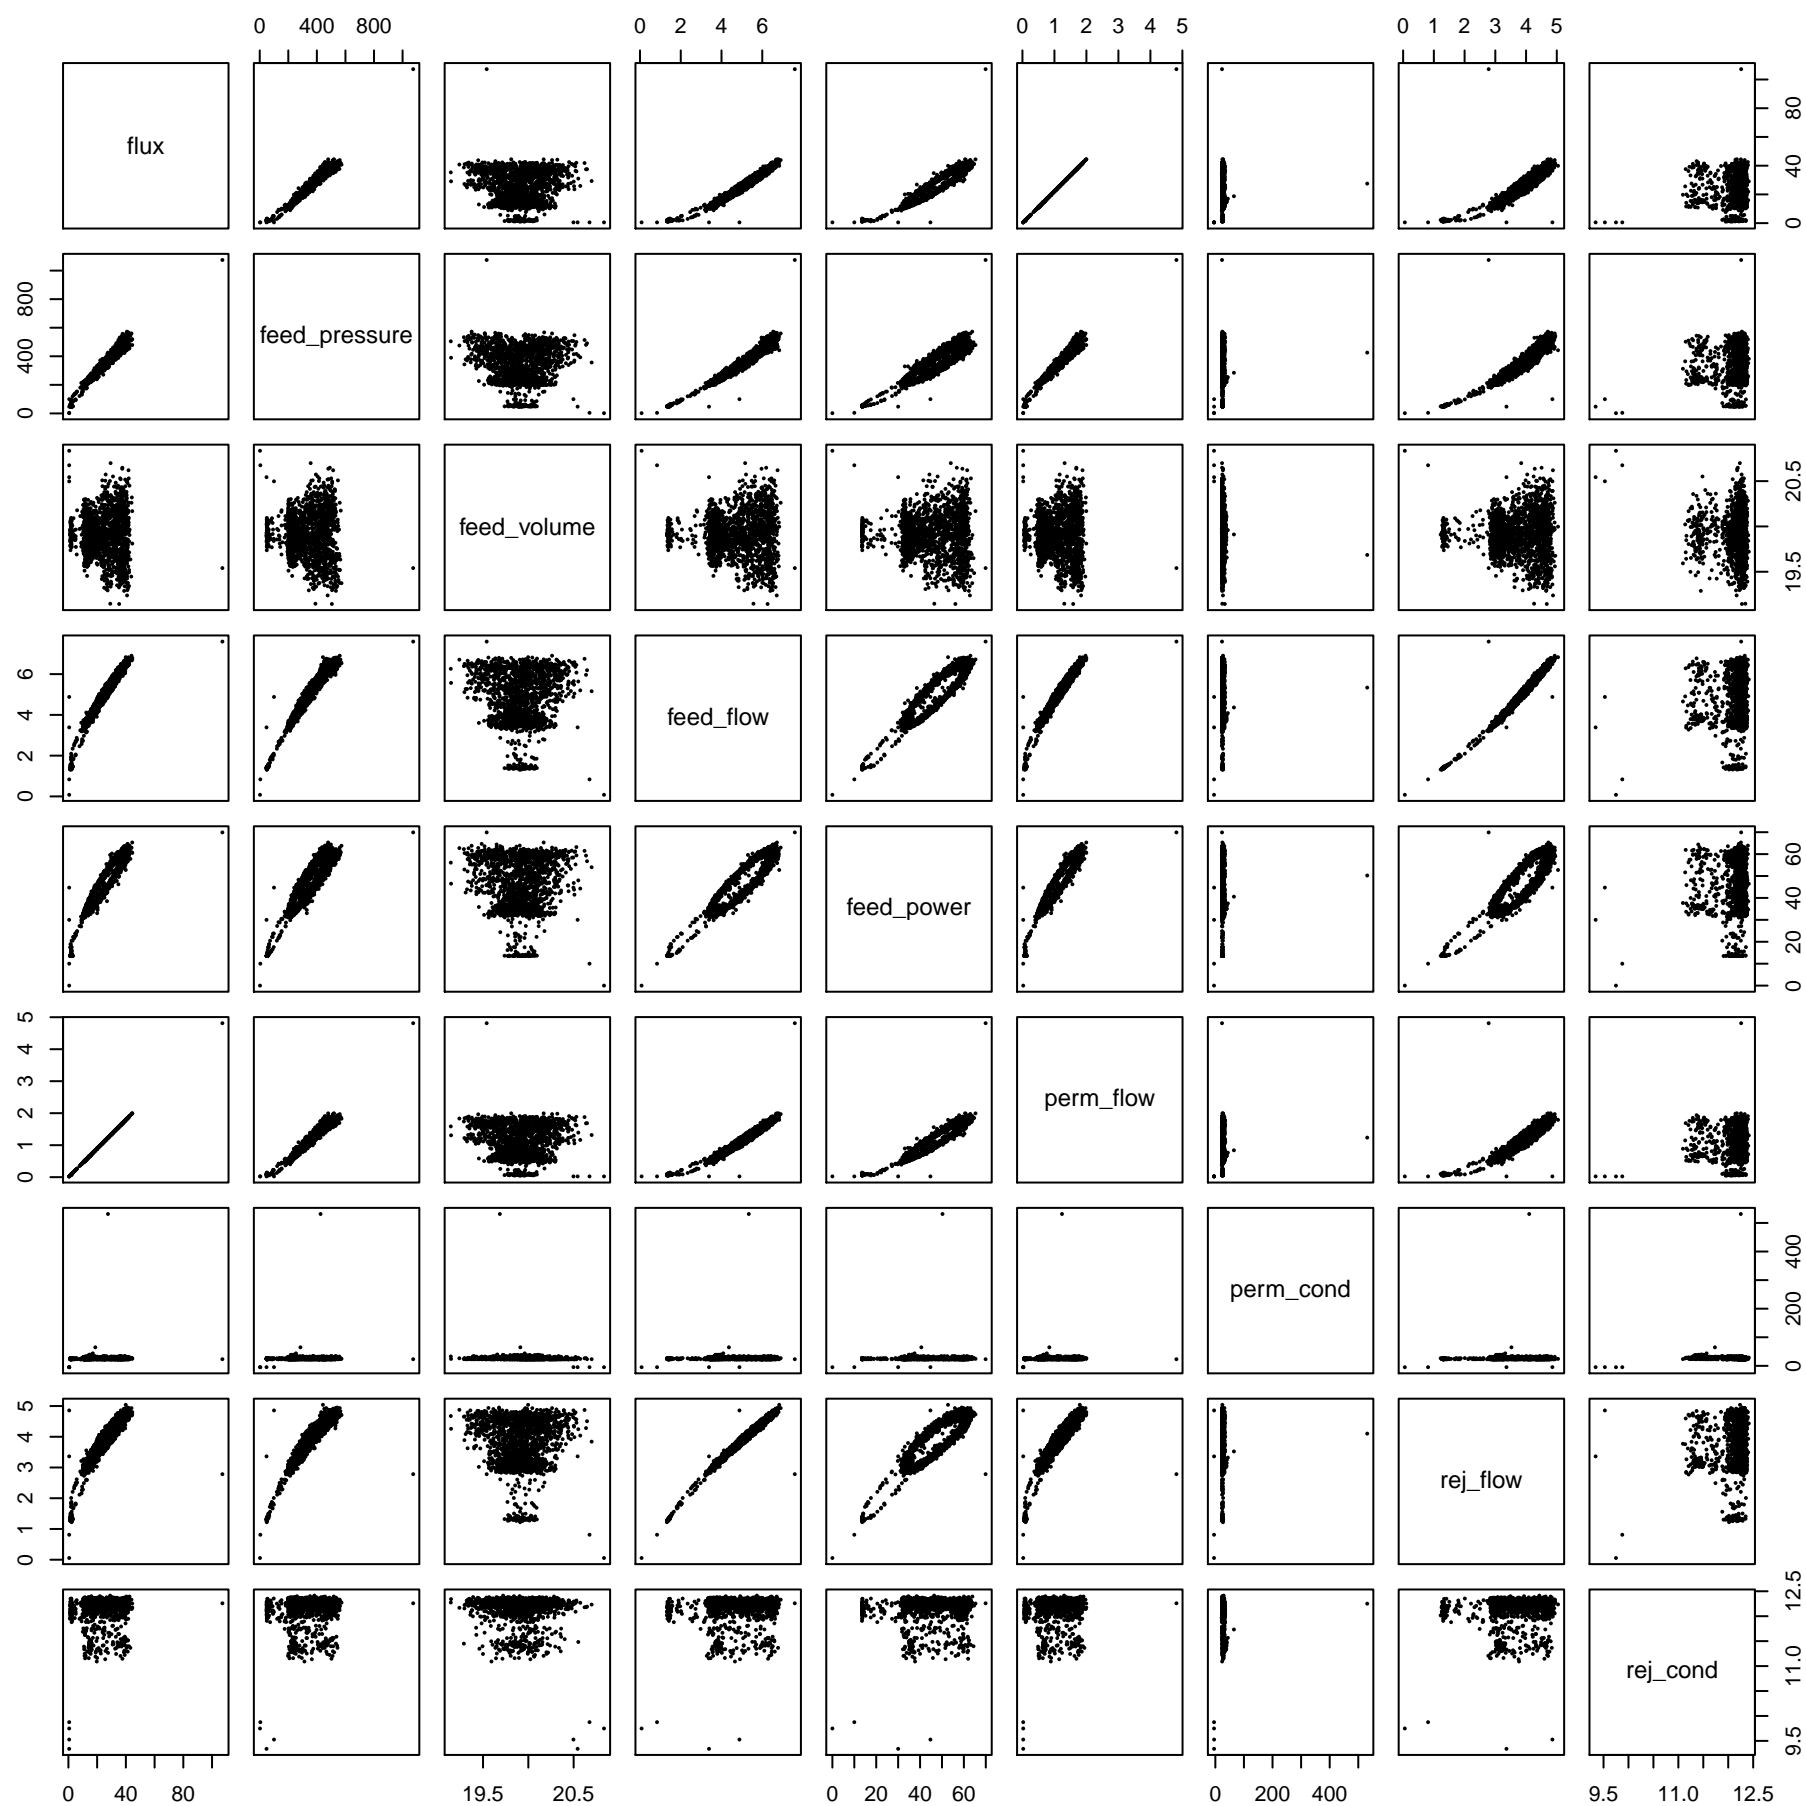 0 400 800 0 2 4 6 0 1 2 3 4 5 0 1 2 3 4 5
flux
0 40 80
0 400 800
feed_pressure
feed_volume
19.5 20.5
0 2 4 6
feed_flow
feed_power
0 20 40 60
0 1 2 3 4 5
perm_flow
perm_cond
0 200 400
0 1 2 3 4 5
rej_flow
rej_cond
9.5 11.0 12.5
0 40 80 19.5 20.5 0 20 40 60 0 200 400 9.5 11.0 12.5